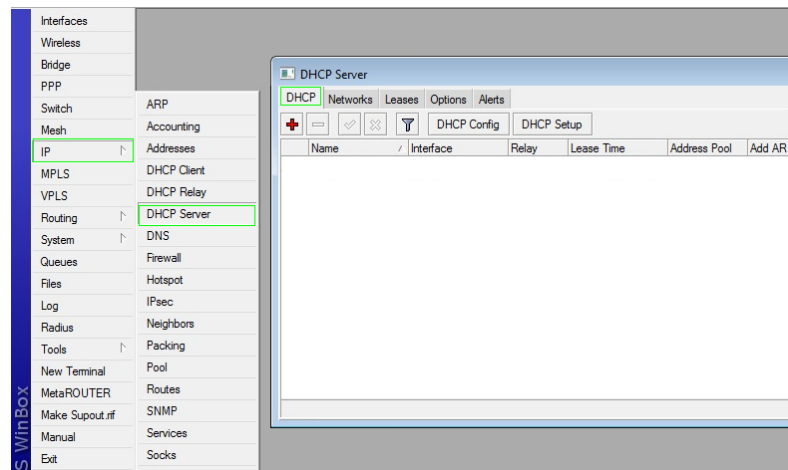 Interfaces
Wireless
Bridge
PPP
Switch
Mesh
IP
MPLS
VPLS
Routing
System
Queues
Files
Log
Radius
Tools
New Terminal
MetaROUTER
Make Supout.rif
Manual
Exit
S WinBox
ARP
Accounting
Addresses
DHCP Client
DHCP Relay
DHCP Server
DNS
Firewall
Hotspot
IPsec
Neighbors
Packing
Pool
Routes
SNMP
Services
Socks
DHCP Server
DHCP Networks Leases Options Alerts
DHCP Config DHCP Setup
Name / Interface Relay Lease Time Address Pool Add AR